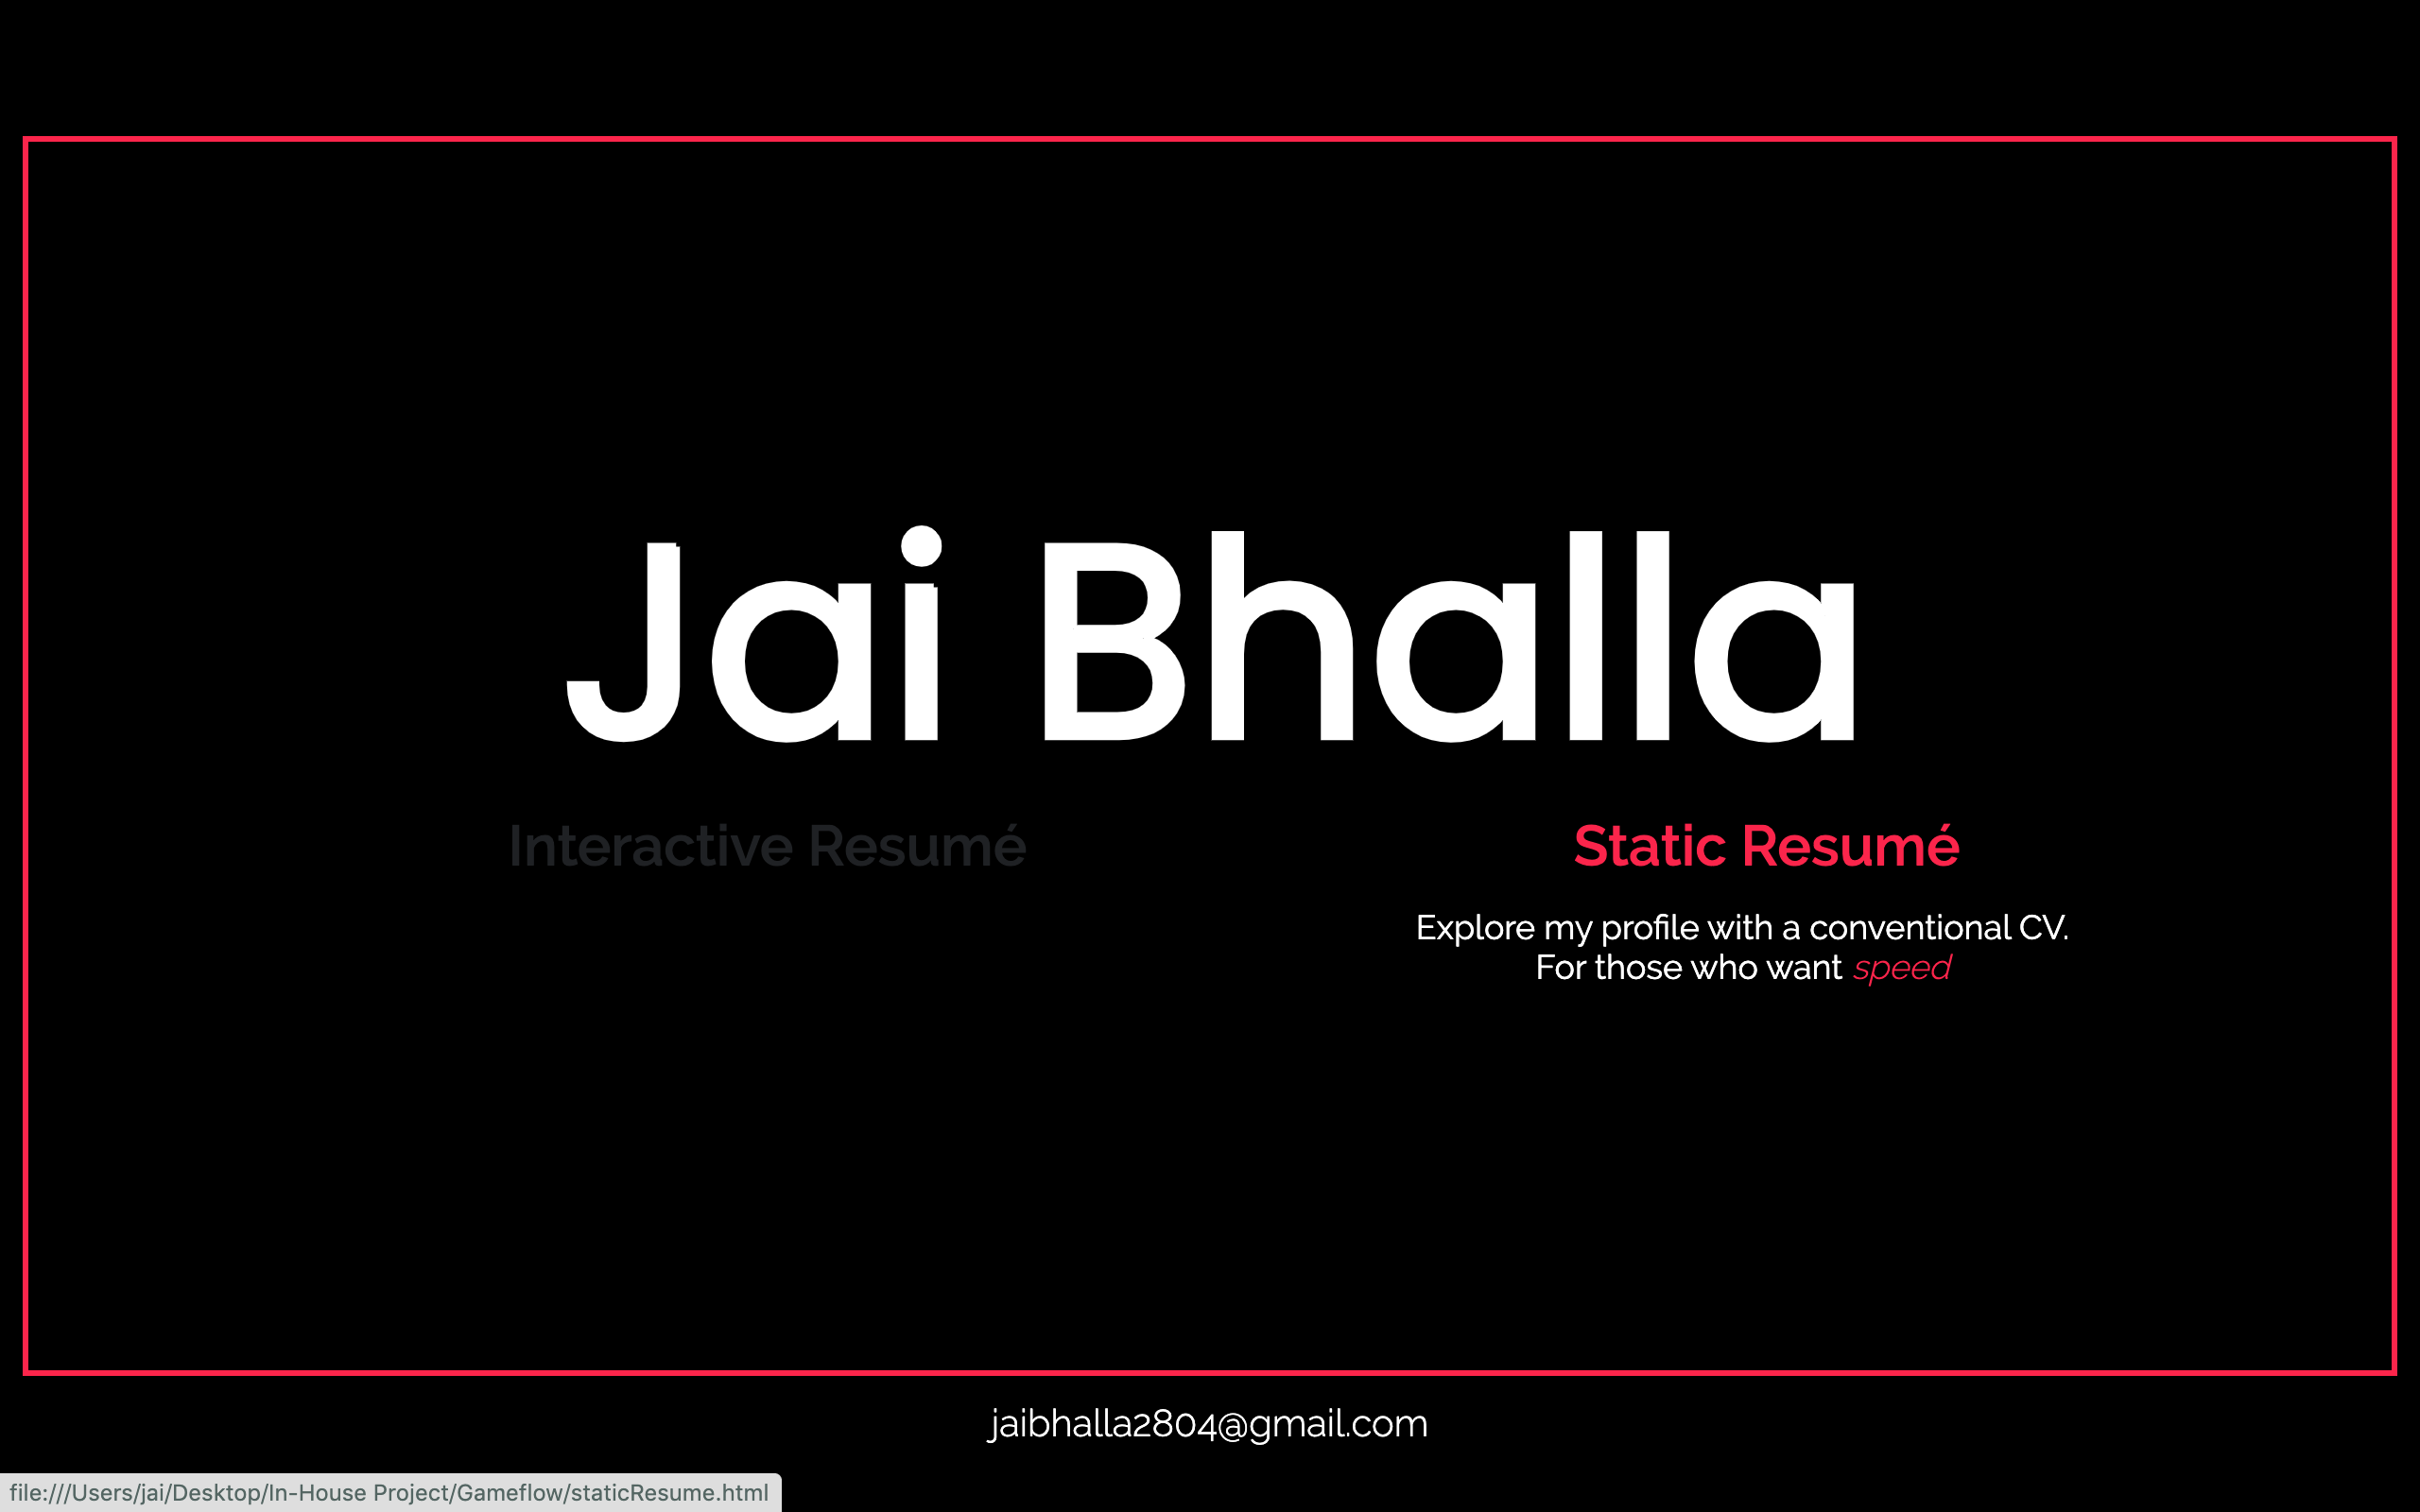 Jai Bhalla
Interactive Resumé
Static Resumé
Explore my profile with a conventional CV.
For those who want speed
jaibhalla2804@gmail.com
file:///Users/jai/Desktop/In-House Project/Gameflow/staticResume.html